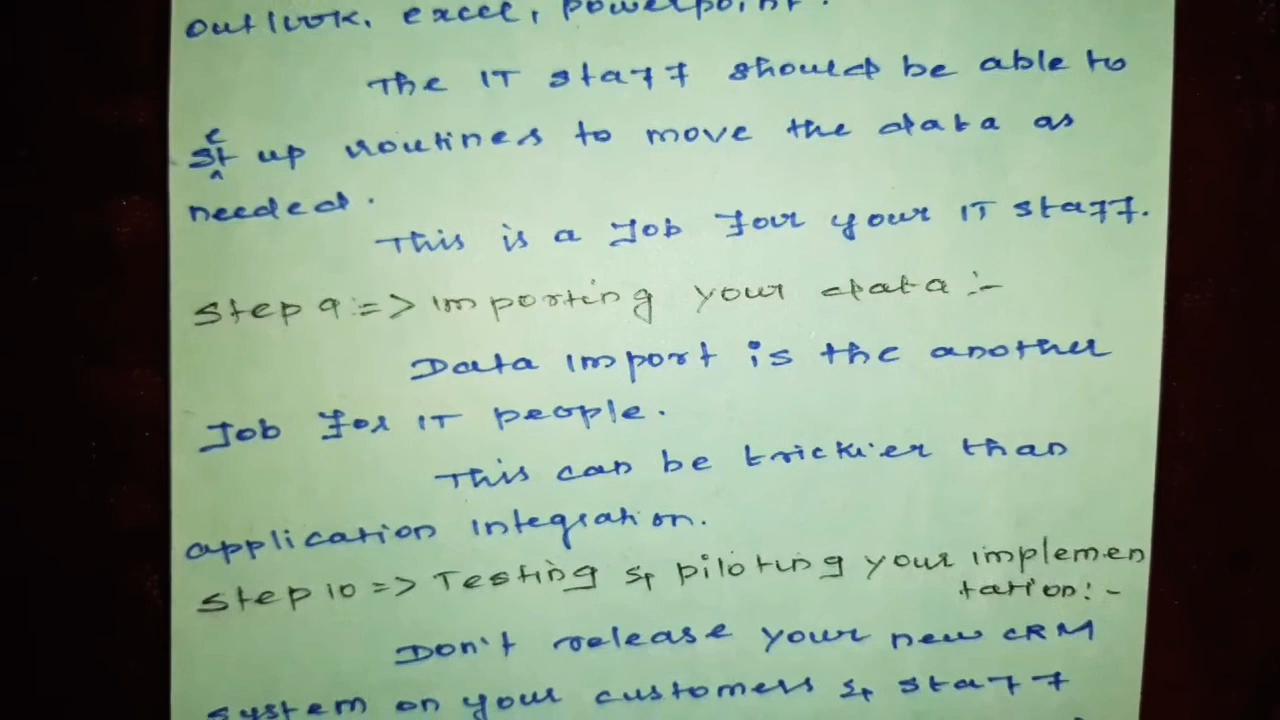 outlook, excel, powerpoint.
The IT staff should be able to
set up routines to move the data as
needed.
This is a Job for your IT staff.
Step 9 :=> Importing your data :-
Data import is the another
Job for IT people.
This can be trickier than
application integration.
Step 10 => Testing & piloting your implemen
tation: -
Don't release your new CRM
system on your customers & staff